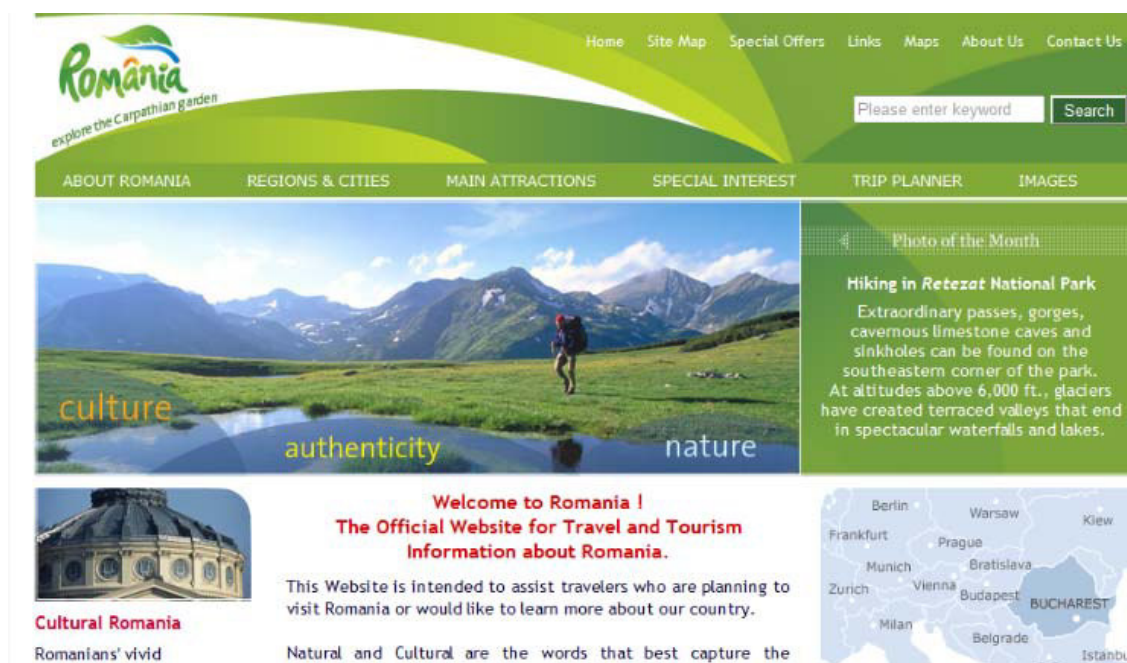 România
explore the Carpathian garden
Home Site Map Special Offers Links Maps About Us Contact Us
Please enter keyword Search
ABOUT ROMANIA REGIONS & CITIES MAIN ATTRACTIONS SPECIAL INTEREST TRIP PLANNER IMAGES
culture
authenticity
nature
Photo of the Month
Hiking in Retezat National Park
Extraordinary passes, gorges,
cavernous limestone caves and
sinkholes can be found on the
southeastern corner of the park.
At altitudes above 6,000 ft., glaciers
have created terraced valleys that end
in spectacular waterfalls and lakes.
Cultural Romania
Romanians' vivid
Welcome to Romania !
The Official Website for Travel and Tourism
Information about Romania.
This Website is intended to assist travelers who are planning to
visit Romania or would like to learn more about our country.
Natural and Cultural are the words that best capture the
Berlin Warsaw Kiew
Frankfurt Prague
Munich Bratislava
Zurich Vienna Budapest BUCHAREST
Milan Belgrade